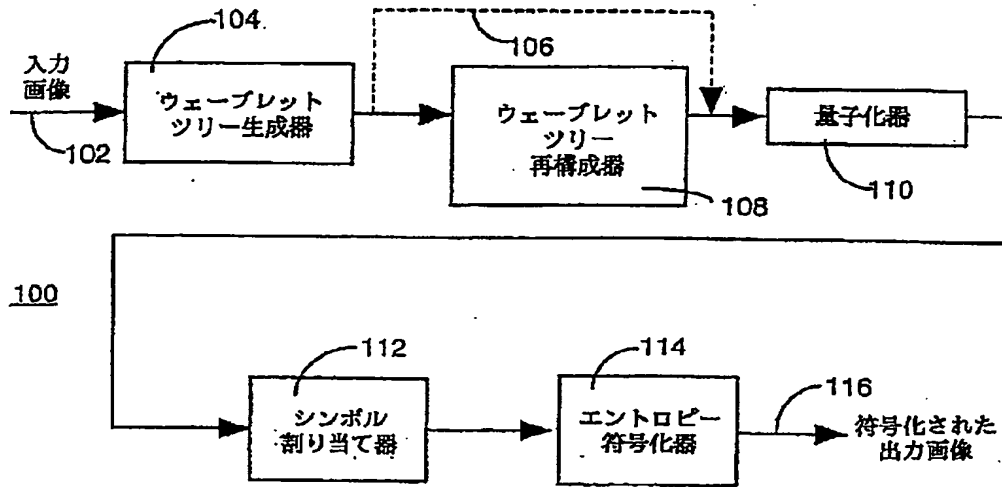 104
106
入力
画像
102
ウェーブレット
ツリー生成器
ウェーブレット
ツリー
再構成器
108
量子化器
110
100
112
シンボル
割り当て器
114
エントロピー
符号化器
116
符号化された
出力画像